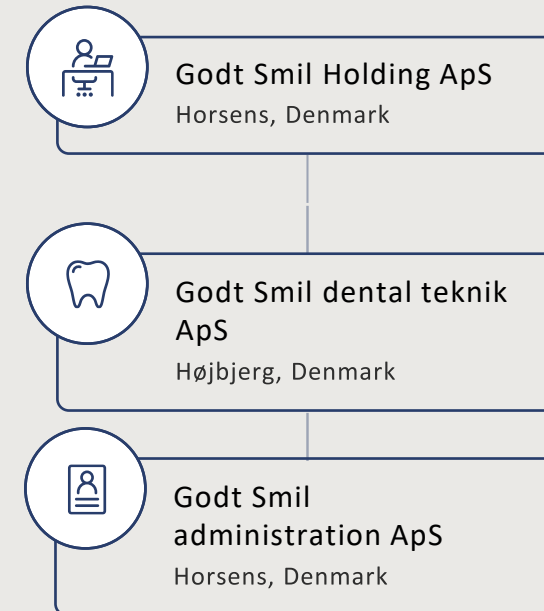 Godt Smil Holding ApS
Horsens, Denmark
Godt Smil dental teknik
ApS
Højbjerg, Denmark
Godt Smil
administration ApS
Horsens, Denmark